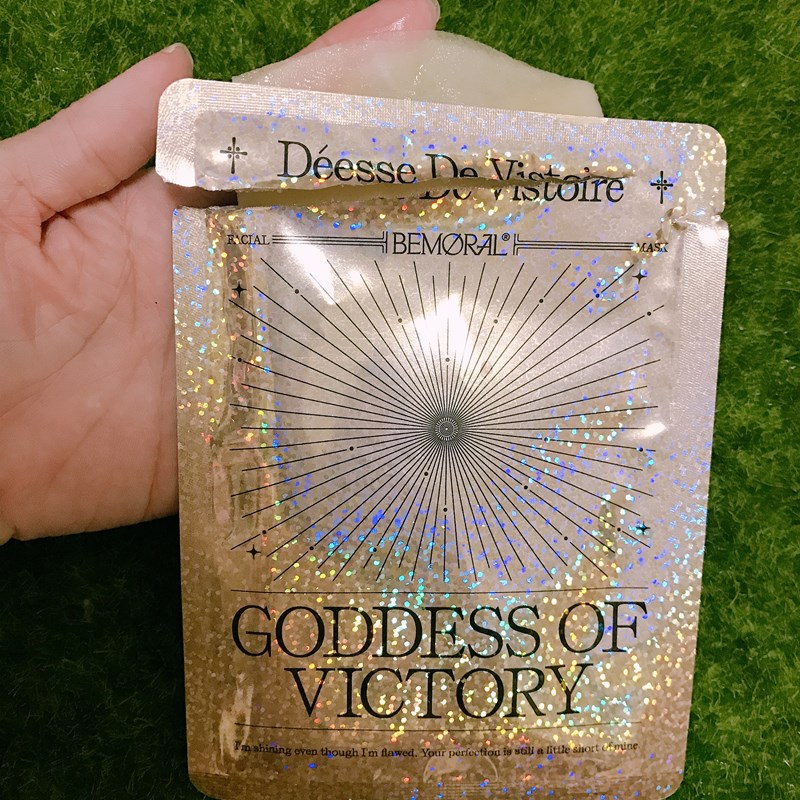 Déesse De Vistoire
FACIAL BEMØRAL® MASK
GODDESS OF
VICTORY
I'm shining even though I'm flawed. Your perfection is still a little short of mine